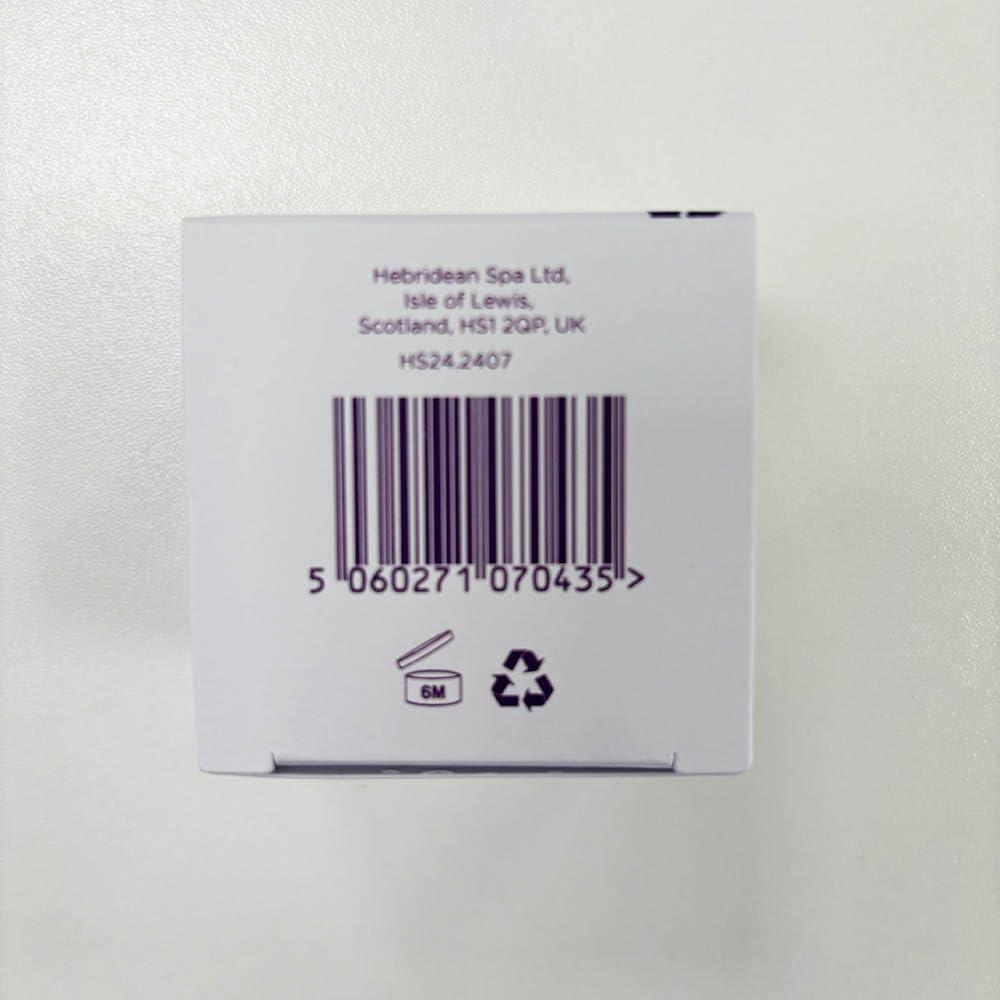 Hebridean Spa Ltd,
Isle of Lewis,
Scotland, HS1 2QP, UK
HS24.2407
5 060271 070435 >
6M